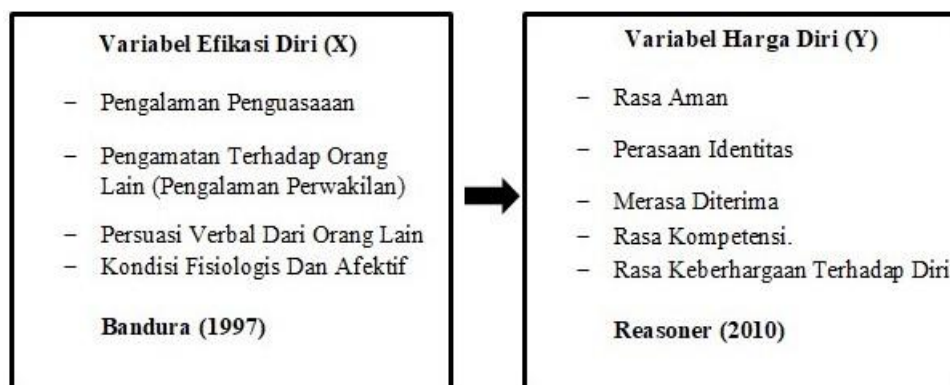 Variabel Efikasi Diri (X)
– Pengalaman Penguasaaan
– Pengamatan Terhadap Orang
Lain (Pengalaman Perwakilan)
– Persuasi Verbal Dari Orang Lain
– Kondisi Fisiologis Dan Afektif
Bandura (1997)
Variabel Harga Diri (Y)
– Rasa Aman
– Perasaan Identitas
– Merasa Diterima
– Rasa Kompetensi.
– Rasa Keberhargaan Terhadap Diri
Reasoner (2010)